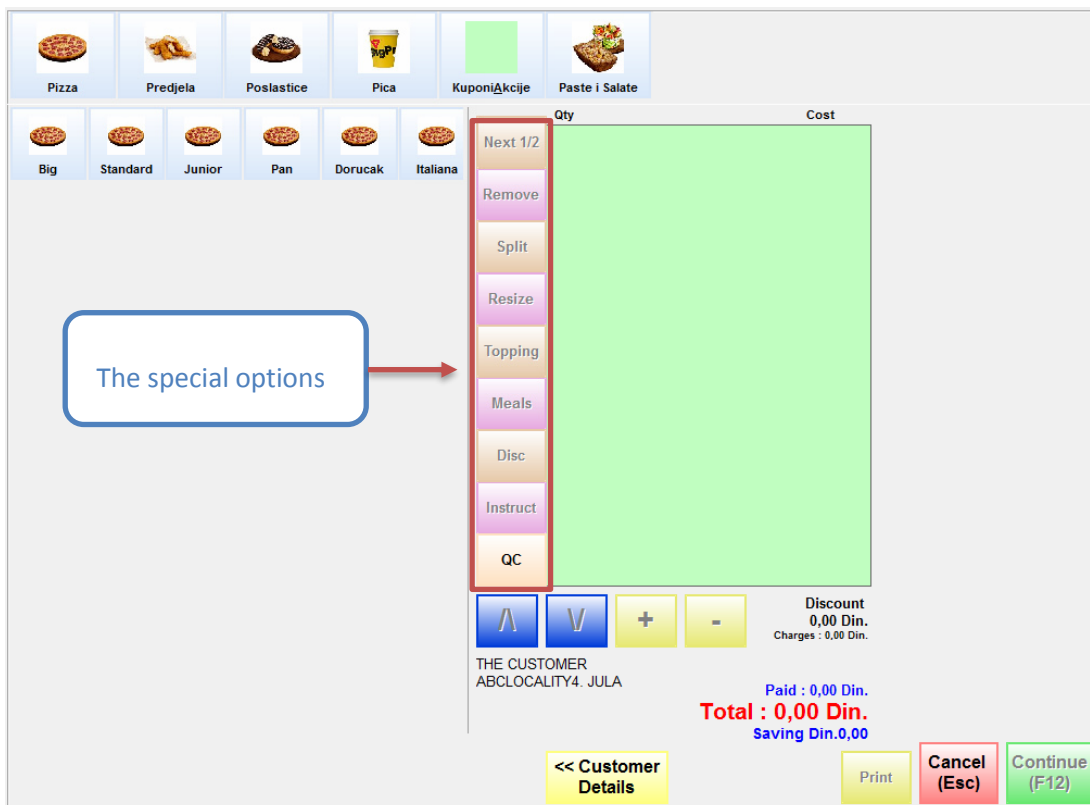 Pizza
Predjela
Poslastice
Pica
KuponiAkcije
Paste i Salate
Big
Standard
Junior
Pan
Dorucak
Italiana
Qty
Cost
Next 1/2
Remove
Split
Resize
Topping
Meals
Disc
Instruct
QC
The special options
/\
\/
+
-
Discount
0,00 Din.
Charges : 0,00 Din.
THE CUSTOMER
ABCLOCALITY4. JULA
Paid : 0,00 Din.
Total : 0,00 Din.
Saving Din.0,00
<< Customer
Details
Print
Cancel
(Esc)
Continue
(F12)